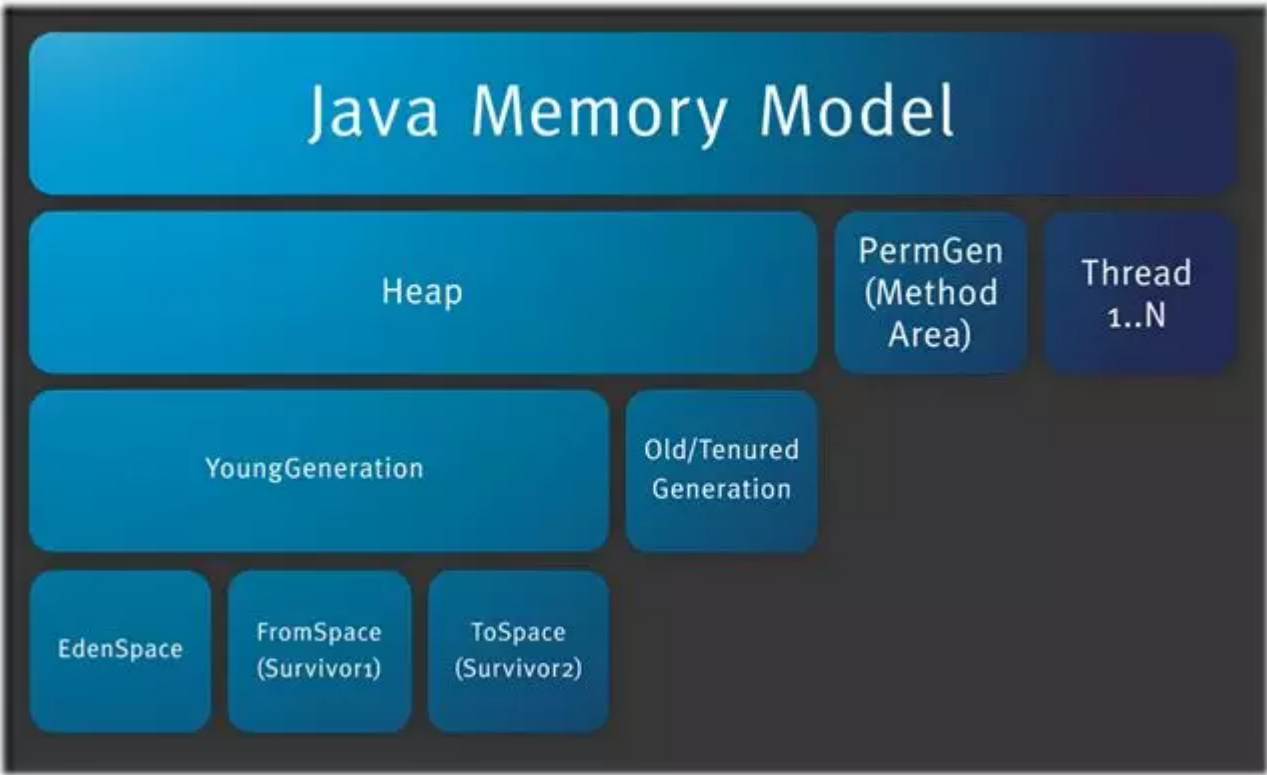 Java Memory Model
Heap
PermGen
(Method
Area)
Thread
1..N
YoungGeneration
Old/Tenured
Generation
EdenSpace
FromSpace
(Survivor1)
ToSpace
(Survivor2)